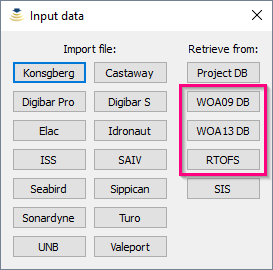 Input data
Import file:
Retrieve from:
Konsgberg
Castaway
Project DB
Digibar Pro
Digibar S
WOA09 DB
Elac
Idronaut
WOA13 DB
ISS
SAIV
RTOFS
Seabird
Sippican
SIS
Sonardyne
Turo
UNB
Valeport